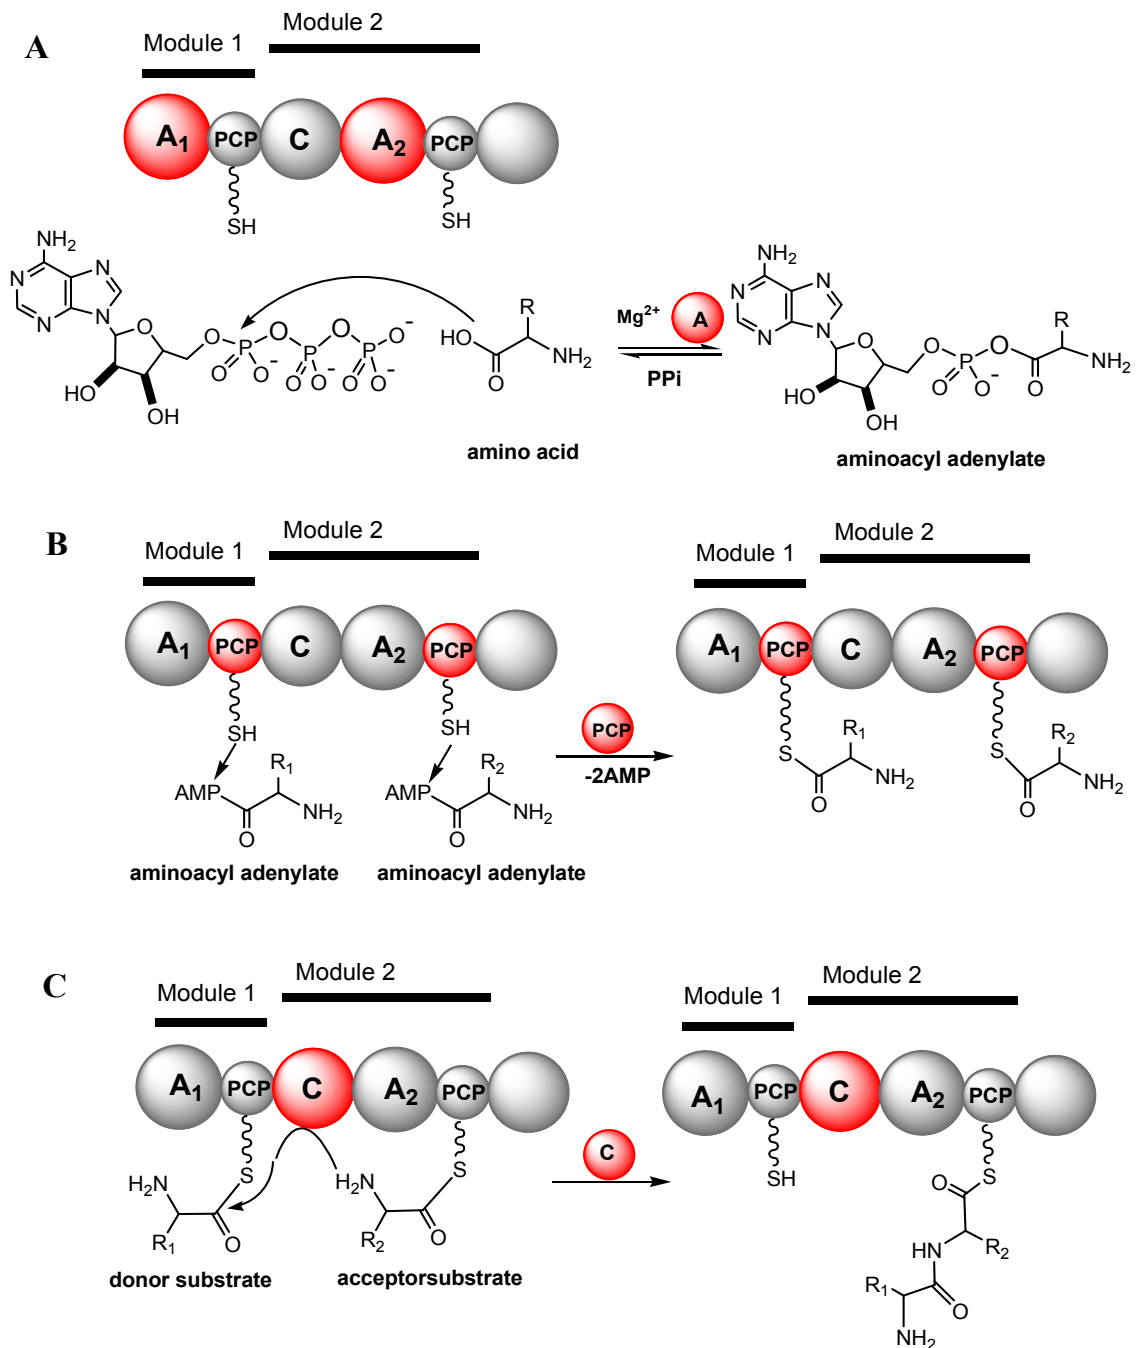 A
Module 1
Module 2
A1 PCP C A2 PCP
SH SH
NH2
N N
N N
O
HO OH
O P O P O P O-
O O- O O- O O-
HO
O
R
NH2
amino acid
Mg2+ A
PPi
NH2
N N
N N
O
HO OH
O P O
O O-
O
R
NH2
aminoacyl adenylate
B
Module 1
Module 2
A1 PCP C A2 PCP
SH SH
AMP R1 NH2 O
AMP R2 NH2 O
aminoacyl adenylate aminoacyl adenylate
PCP
-2AMP
Module 1
Module 2
A1 PCP C A2 PCP
S R1 NH2 O
S R2 NH2 O
C
Module 1
Module 2
A1 PCP C A2 PCP
S S
H2N R1 O
H2N R2 O
donor substrate acceptorsubstrate
C
Module 1
Module 2
A1 PCP C A2 PCP
SH S
O
HN R2
R1 O
NH2